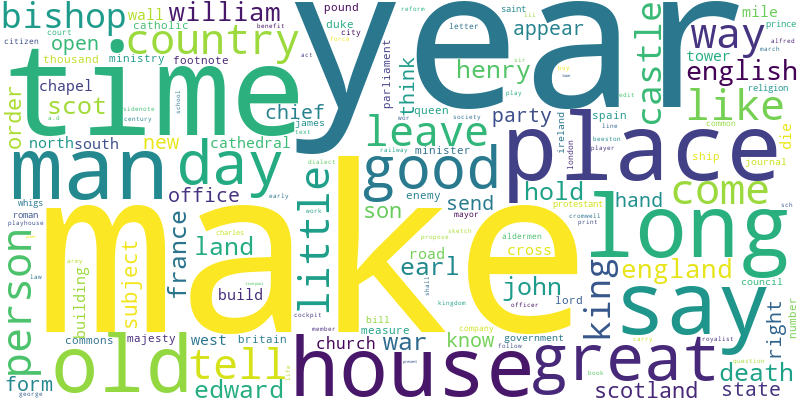 bishop wall william pound duke saint lii reform force benefit court letter
catholic city sir act
citizen country year open mile prince
thousand ministry footnote time appear way alfred march
chapel scot henry parliament think castle tower english
order sidenote a.d century school chief queen play edit religion
james text party spain like
north south new cathedral leave wor society line common die
minister ireland london place beeston player ship journal
whigs roman playhouse man day good dialect railway enemy send hold hand come
office son mayor protestant cromwell print sch
early work aldermen long
person law building subject france land little road cross king england
charles earl sketch propose council
army build cockpit john lord say number right
kingdom shall officer
commons majesty west britain member bill measure company government carry royalist
church war know follow
form george old tell edward life house present great book question death
scotland state
make